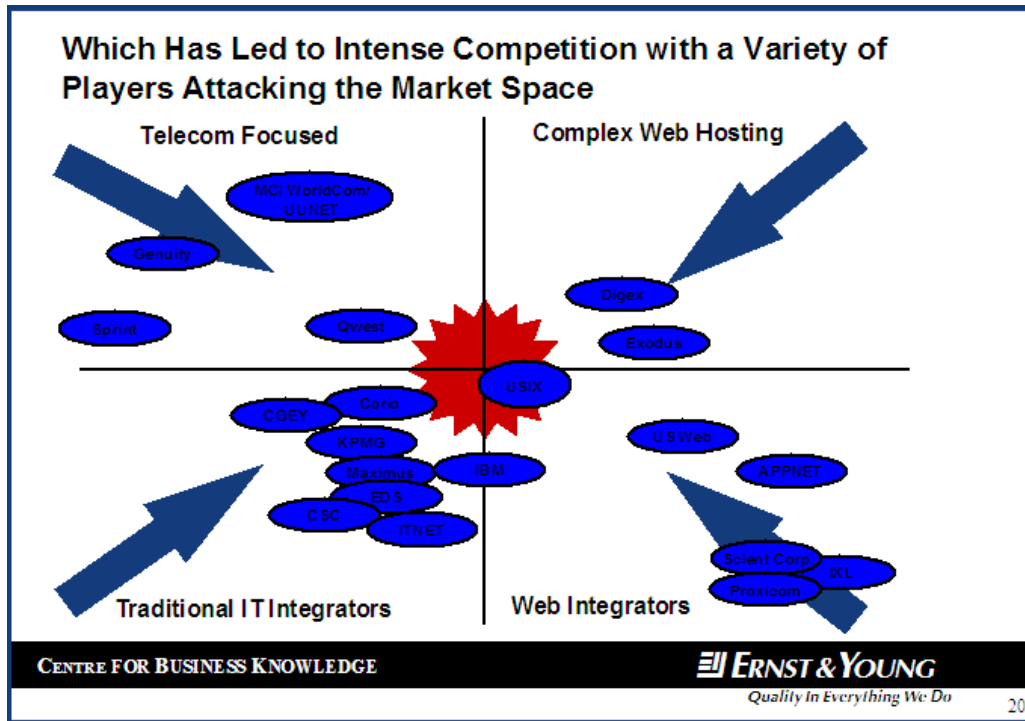 Which Has Led to Intense Competition with a Variety of
Players Attacking the Market Space
Telecom Focused
Complex Web Hosting
MCI WorldCom/
UUNET
Genuity
Digex
Sprint
Qwest
Exodus
USIX
Corio
CGEY
KPMG
USWeb
Maximus
IBM
APPNET
EDS
CSC
ITNET
Scient Corp
IXL
Proxicom
Traditional IT Integrators
Web Integrators
CENTRE FOR BUSINESS KNOWLEDGE
ERNST & YOUNG
Quality In Everything We Do
20